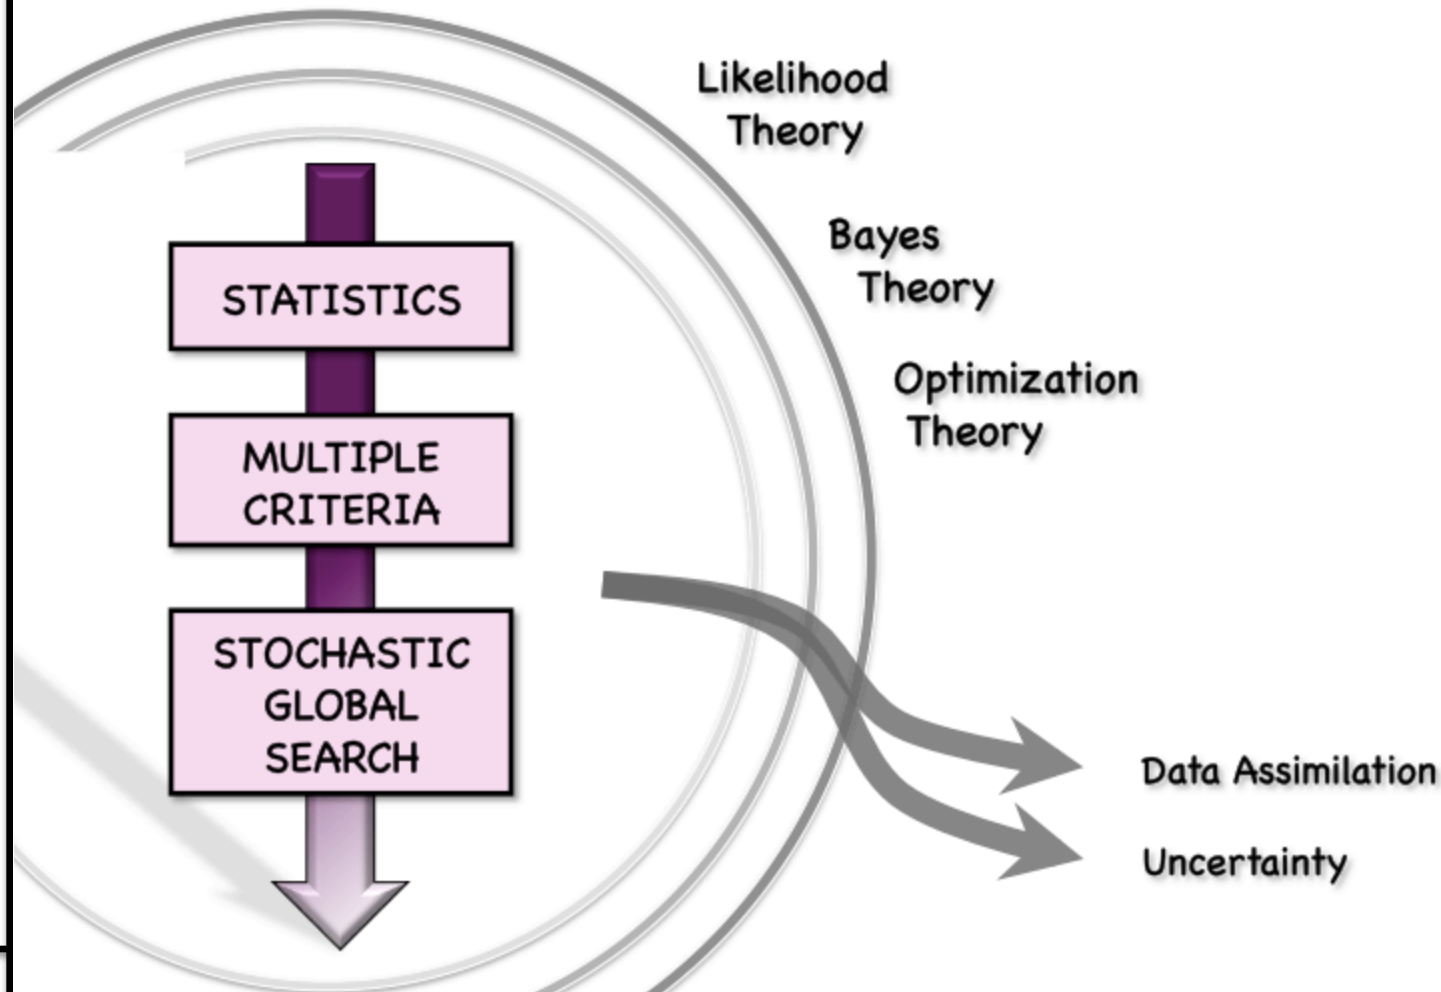 Likelihood
Theory
Bayes
Theory
Optimization
Theory
STATISTICS
MULTIPLE
CRITERIA
STOCHASTIC
GLOBAL
SEARCH
Data Assimilation
Uncertainty